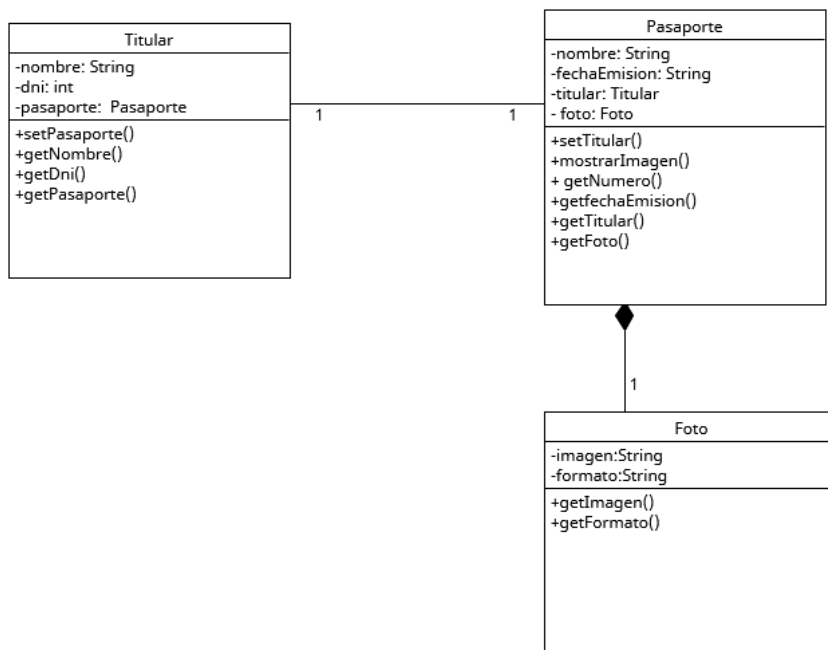 Titular
-nombre: String
-dni: int
-pasaporte:  Pasaporte
+setPasaporte()
+getNombre()
+getDni()
+getPasaporte()
1
1
Pasaporte
-nombre: String
-fechaEmision: String
-titular: Titular
- foto: Foto
+setTitular()
+mostrarImagen()
+ getNumero()
+getfechaEmision()
+getTitular()
+getFoto()
1
Foto
-imagen:String
-formato:String
+getImagen()
+getFormato()